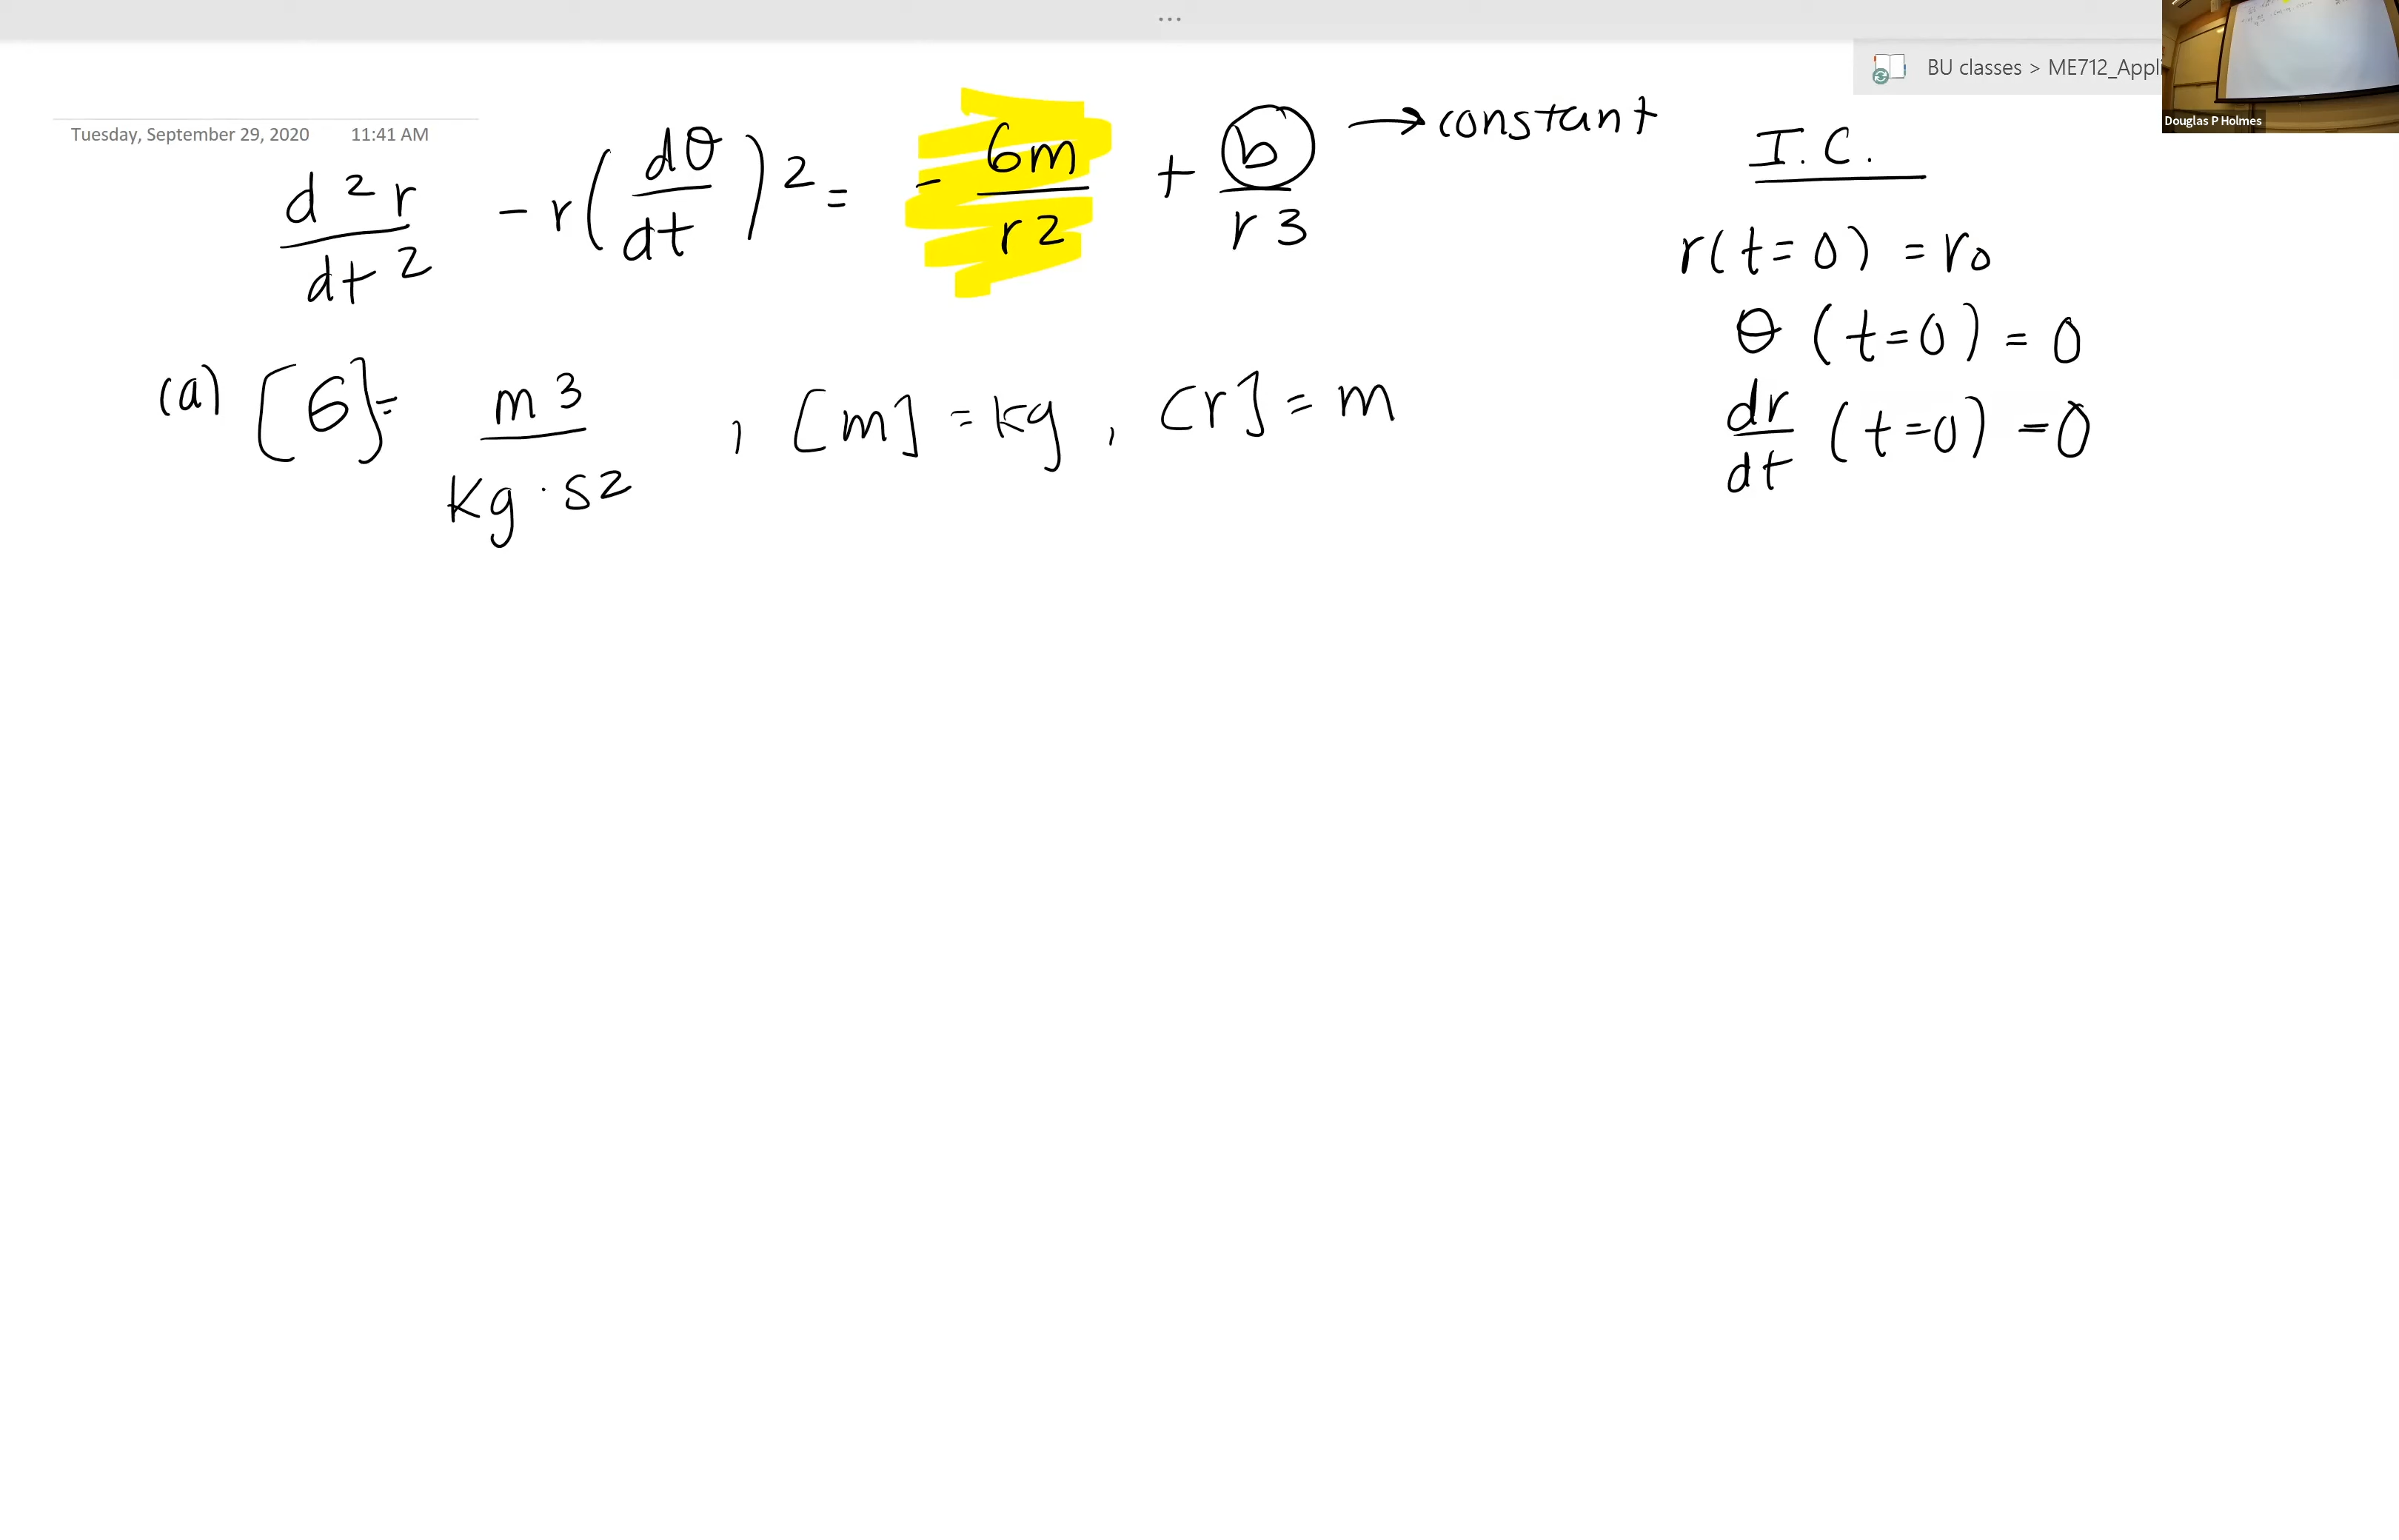 ...
BU classes > ME712_Appli
Douglas P Holmes
Tuesday, September 29, 2020 11:41 AM
d²r/dt² - r(dθ/dt)² = - Gm/r² + b/r³ → constant
(a) [G] = m³/kg·s² , [m] = kg , [r] = m
I.C.
r(t=0) = r₀
θ(t=0) = 0
dr/dt (t=0) = 0